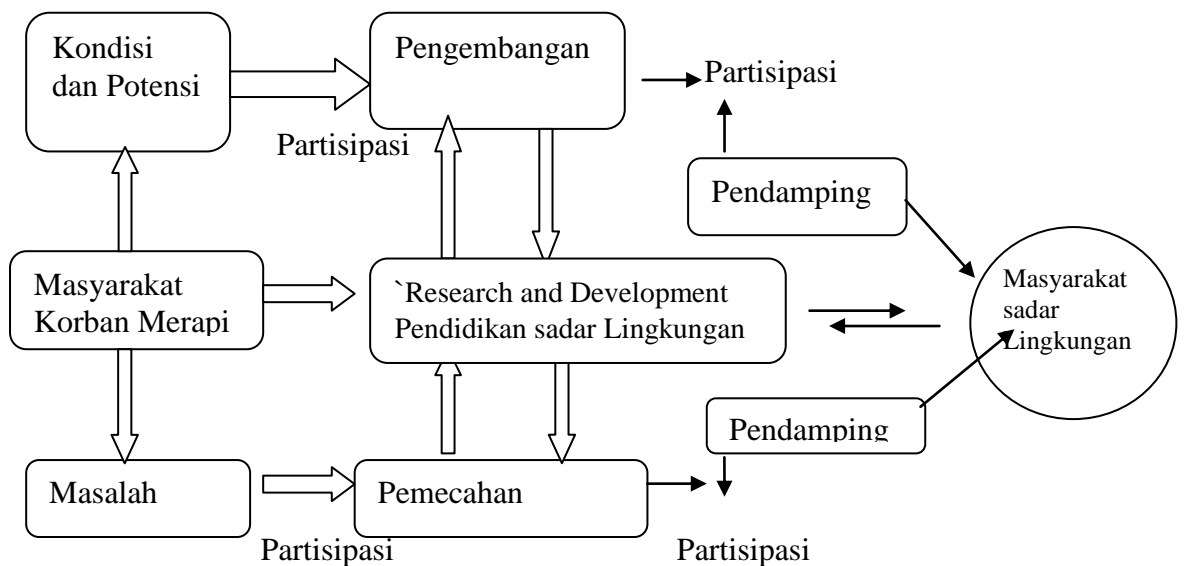 Kondisi
dan Potensi
Pengembangan
Partisipasi
Partisipasi
Pendamping
Masyarakat
Korban Merapi
`Research and Development
Pendidikan sadar Lingkungan
Masyarakat
sadar
Lingkungan
Pendamping
Masalah
Pemecahan
Partisipasi
Partisipasi